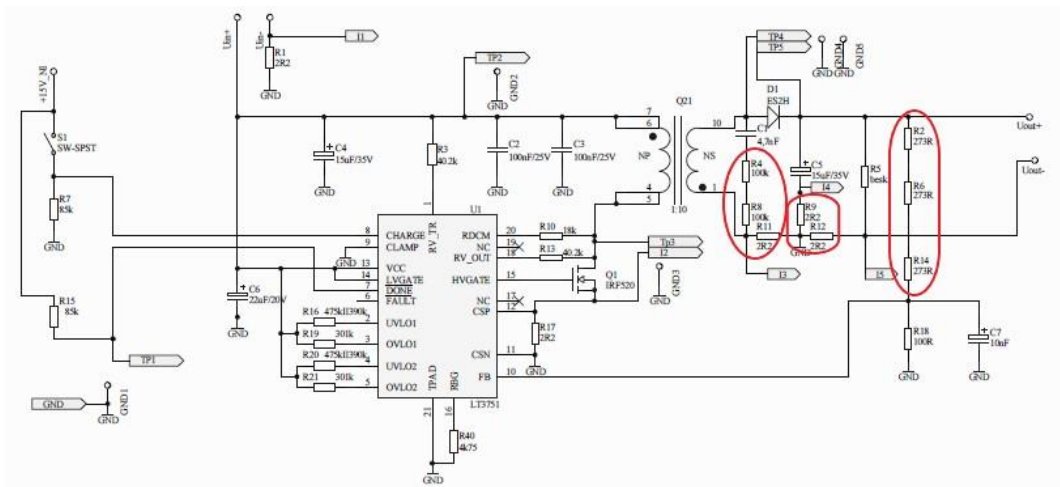 Uin+
Uin-
I1
R1
2R2
GND
+15V_NI
S1
SW-SPST
R7
85k
R15
85k
TP1
GND
GND1
GND
TP2
GND2
GND
C4
15uF/35V
R3
40.2k
C2
100nF/25V
GND
C3
100nF/25V
GND
GND
Q21
7
6
NP
NS
4
5
10
1
1:10
TP4
TP5
GND4
GND5
GND
GND
D1
ES2H
C1
4,7nF
R4
100k
R8
100k
R11
2R2
C5
15uF/35V
I4
R9
2R2
R12
2R2
GND
I3
R5
besk
I5
R2
273R
R6
273R
R14
273R
R18
100R
GND
C7
10nF
GND
Uout+
Uout-
U1
1
RV_TR
8
CHARGE
9
CLAMP
GND
13
VCC
14
LVGATE
7
DONE
6
FAULT
2
UVLO1
3
OVLO1
4
UVLO2
5
OVLO2
RDCM
20
NC
19
RV_OUT
18
HVGATE
15
NC
17
CSP
12
CSN
11
FB
10
TPAD
21
RBG
16
LT3751
R10
18k
R13
40.2k
Tp3
I2
GND3
GND
Q1
IRF520
R17
2R2
GND
C6
22uF/20V
GND
R16 475kII390k
R19 301k
R20 475kII390k
R21 301k
R40
4k75
GND